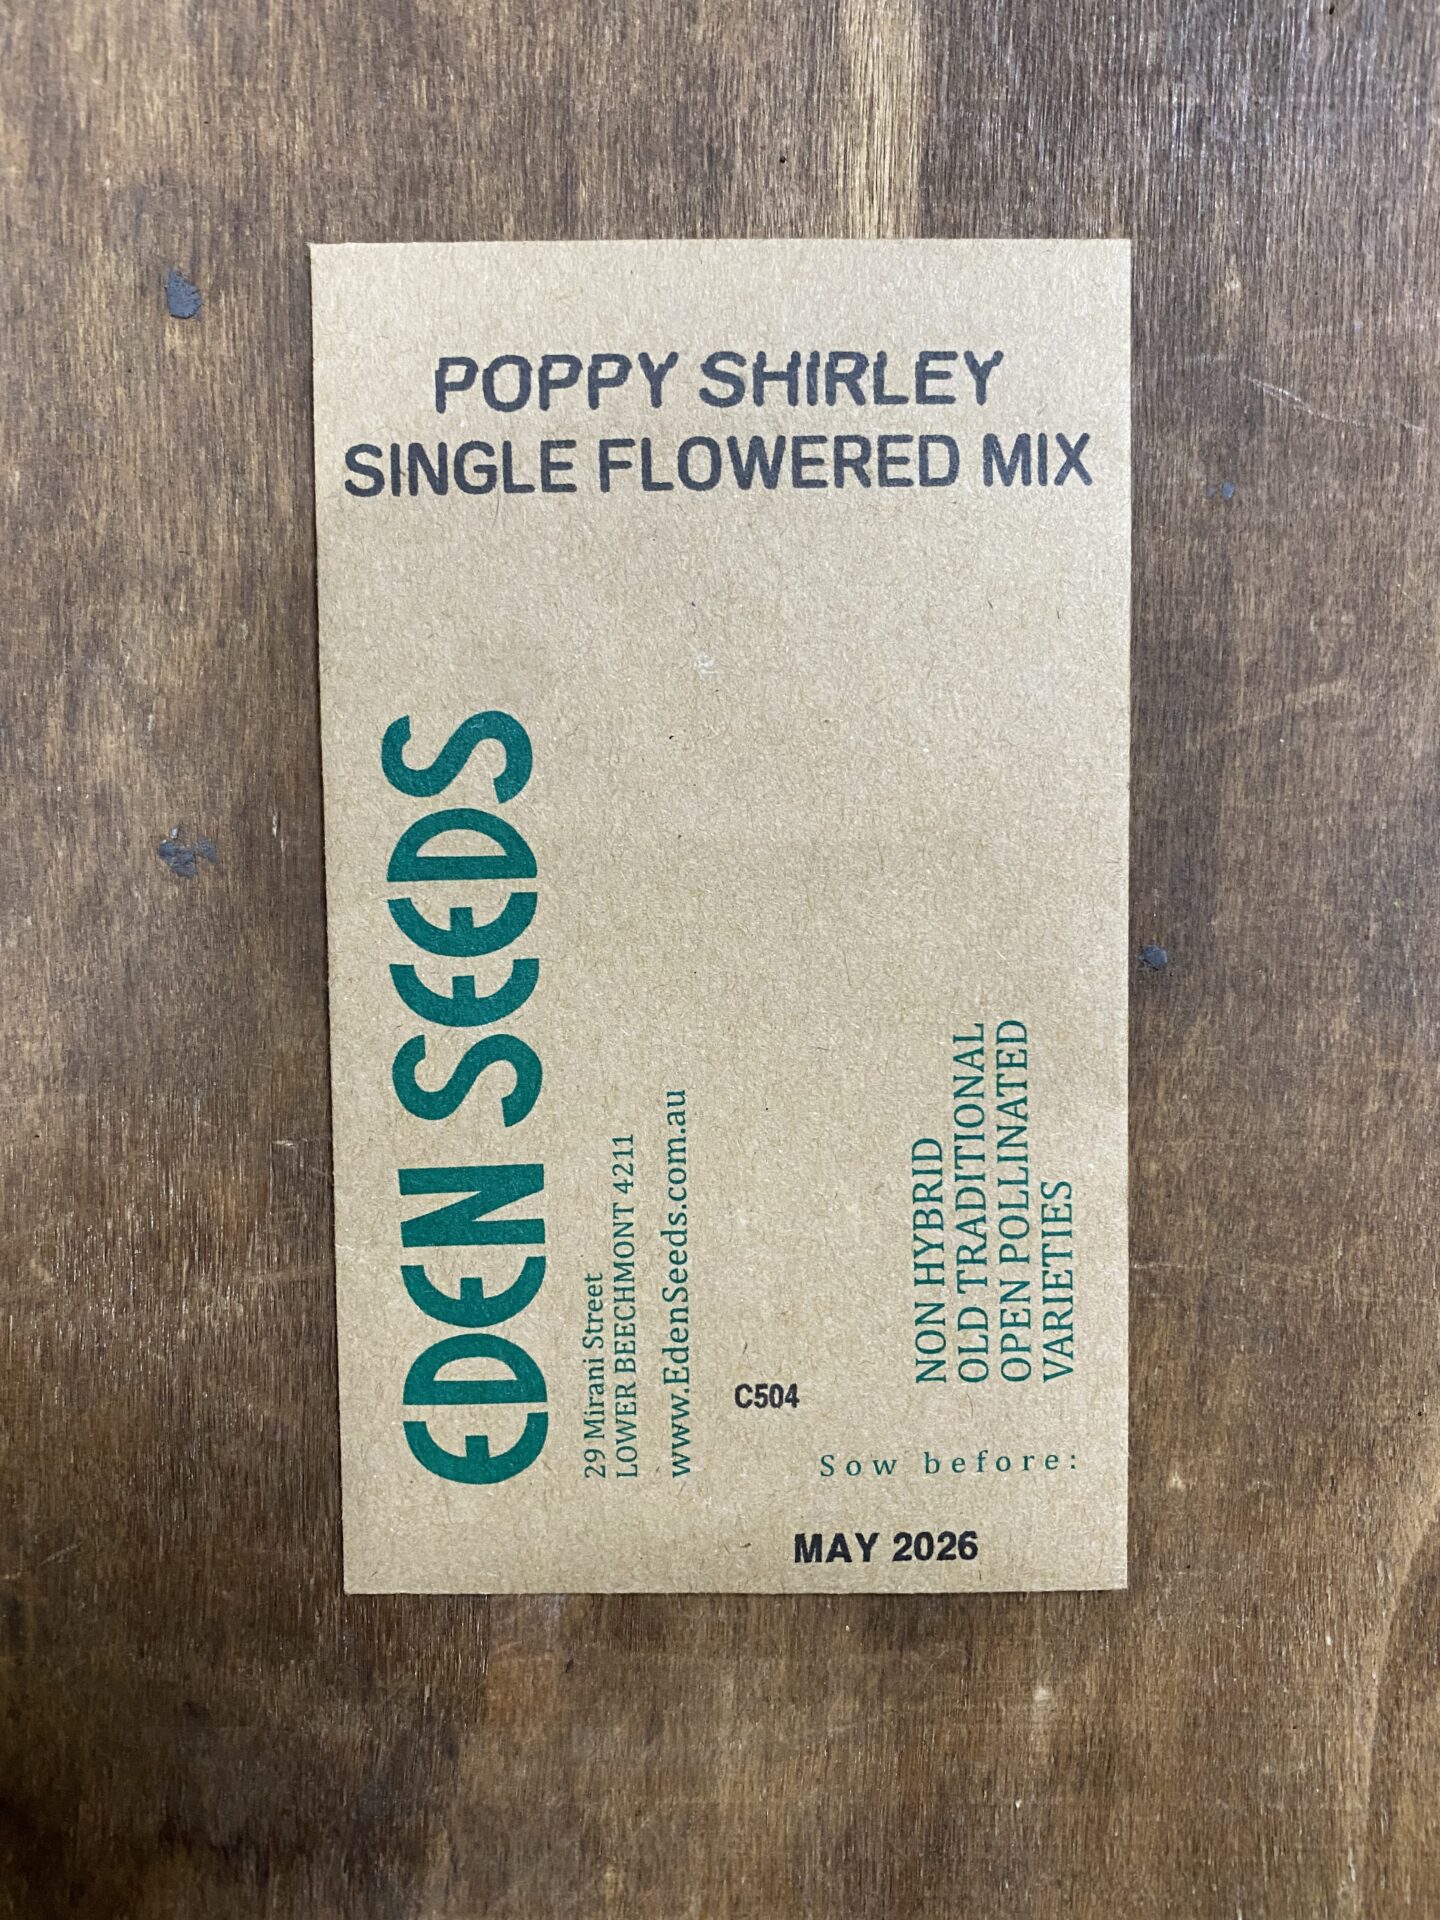 POPPY SHIRLEY
SINGLE FLOWERED MIX
EDEN SEEDS
29 Mirani Street
LOWER BEECHMONT 4211
www.EdenSeeds.com.au
C504
NON HYBRID
OLD TRADITIONAL
OPEN POLLINATED
VARIETIES
Sow before:
MAY 2026